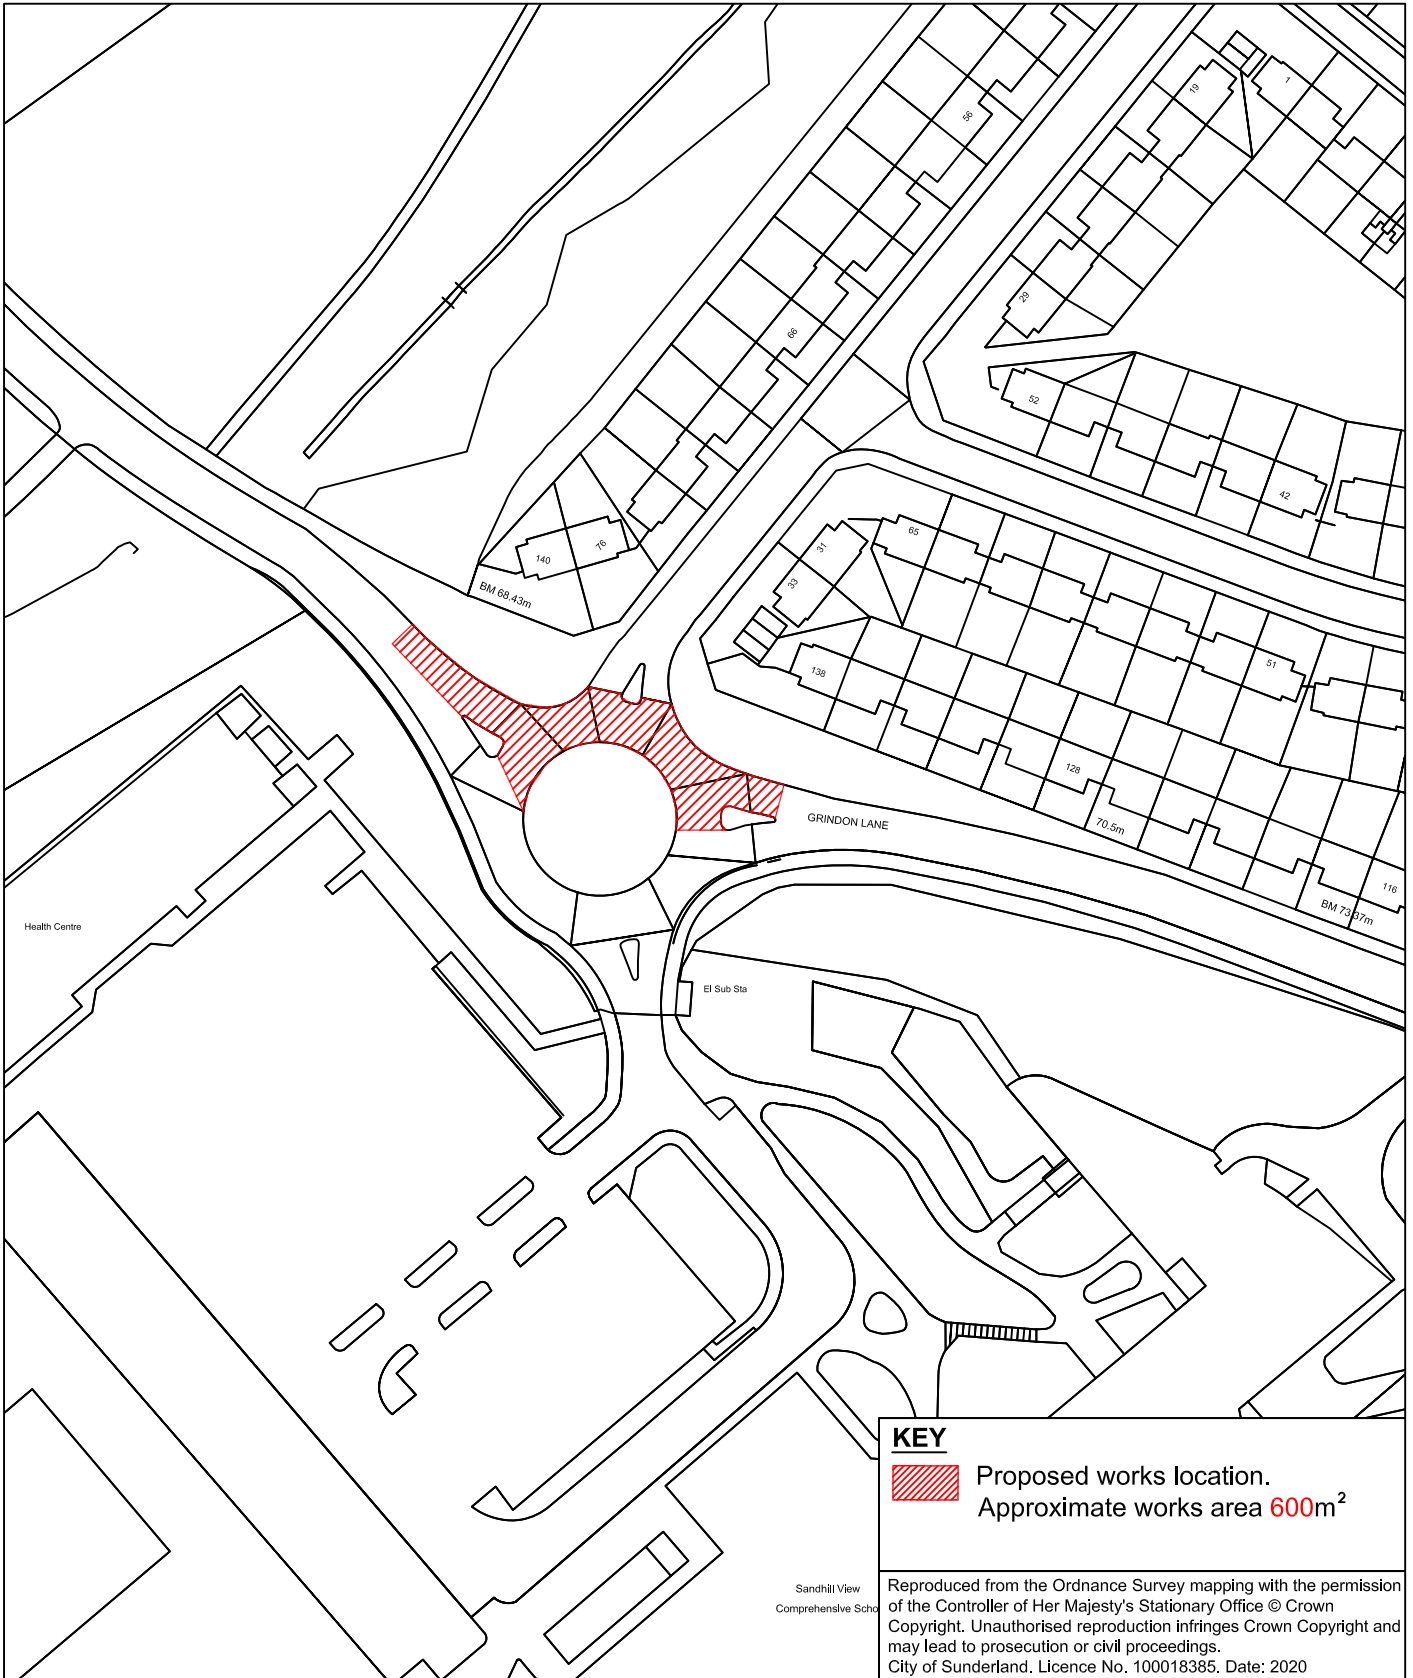 56
19
1
66
29
52
42
140
76
BM 68.43m
31
33
65
51
138
128
70.5m
116
BM 73.37m
GRINDON LANE
Health Centre
El Sub Sta
Sandhill View
Comprehensive Scho
KEY
Proposed works location.
Approximate works area 600m²
Reproduced from the Ordnance Survey mapping with the permission
of the Controller of Her Majesty's Stationary Office © Crown
Copyright. Unauthorised reproduction infringes Crown Copyright and
may lead to prosecution or civil proceedings.
City of Sunderland. Licence No. 100018385. Date: 2020